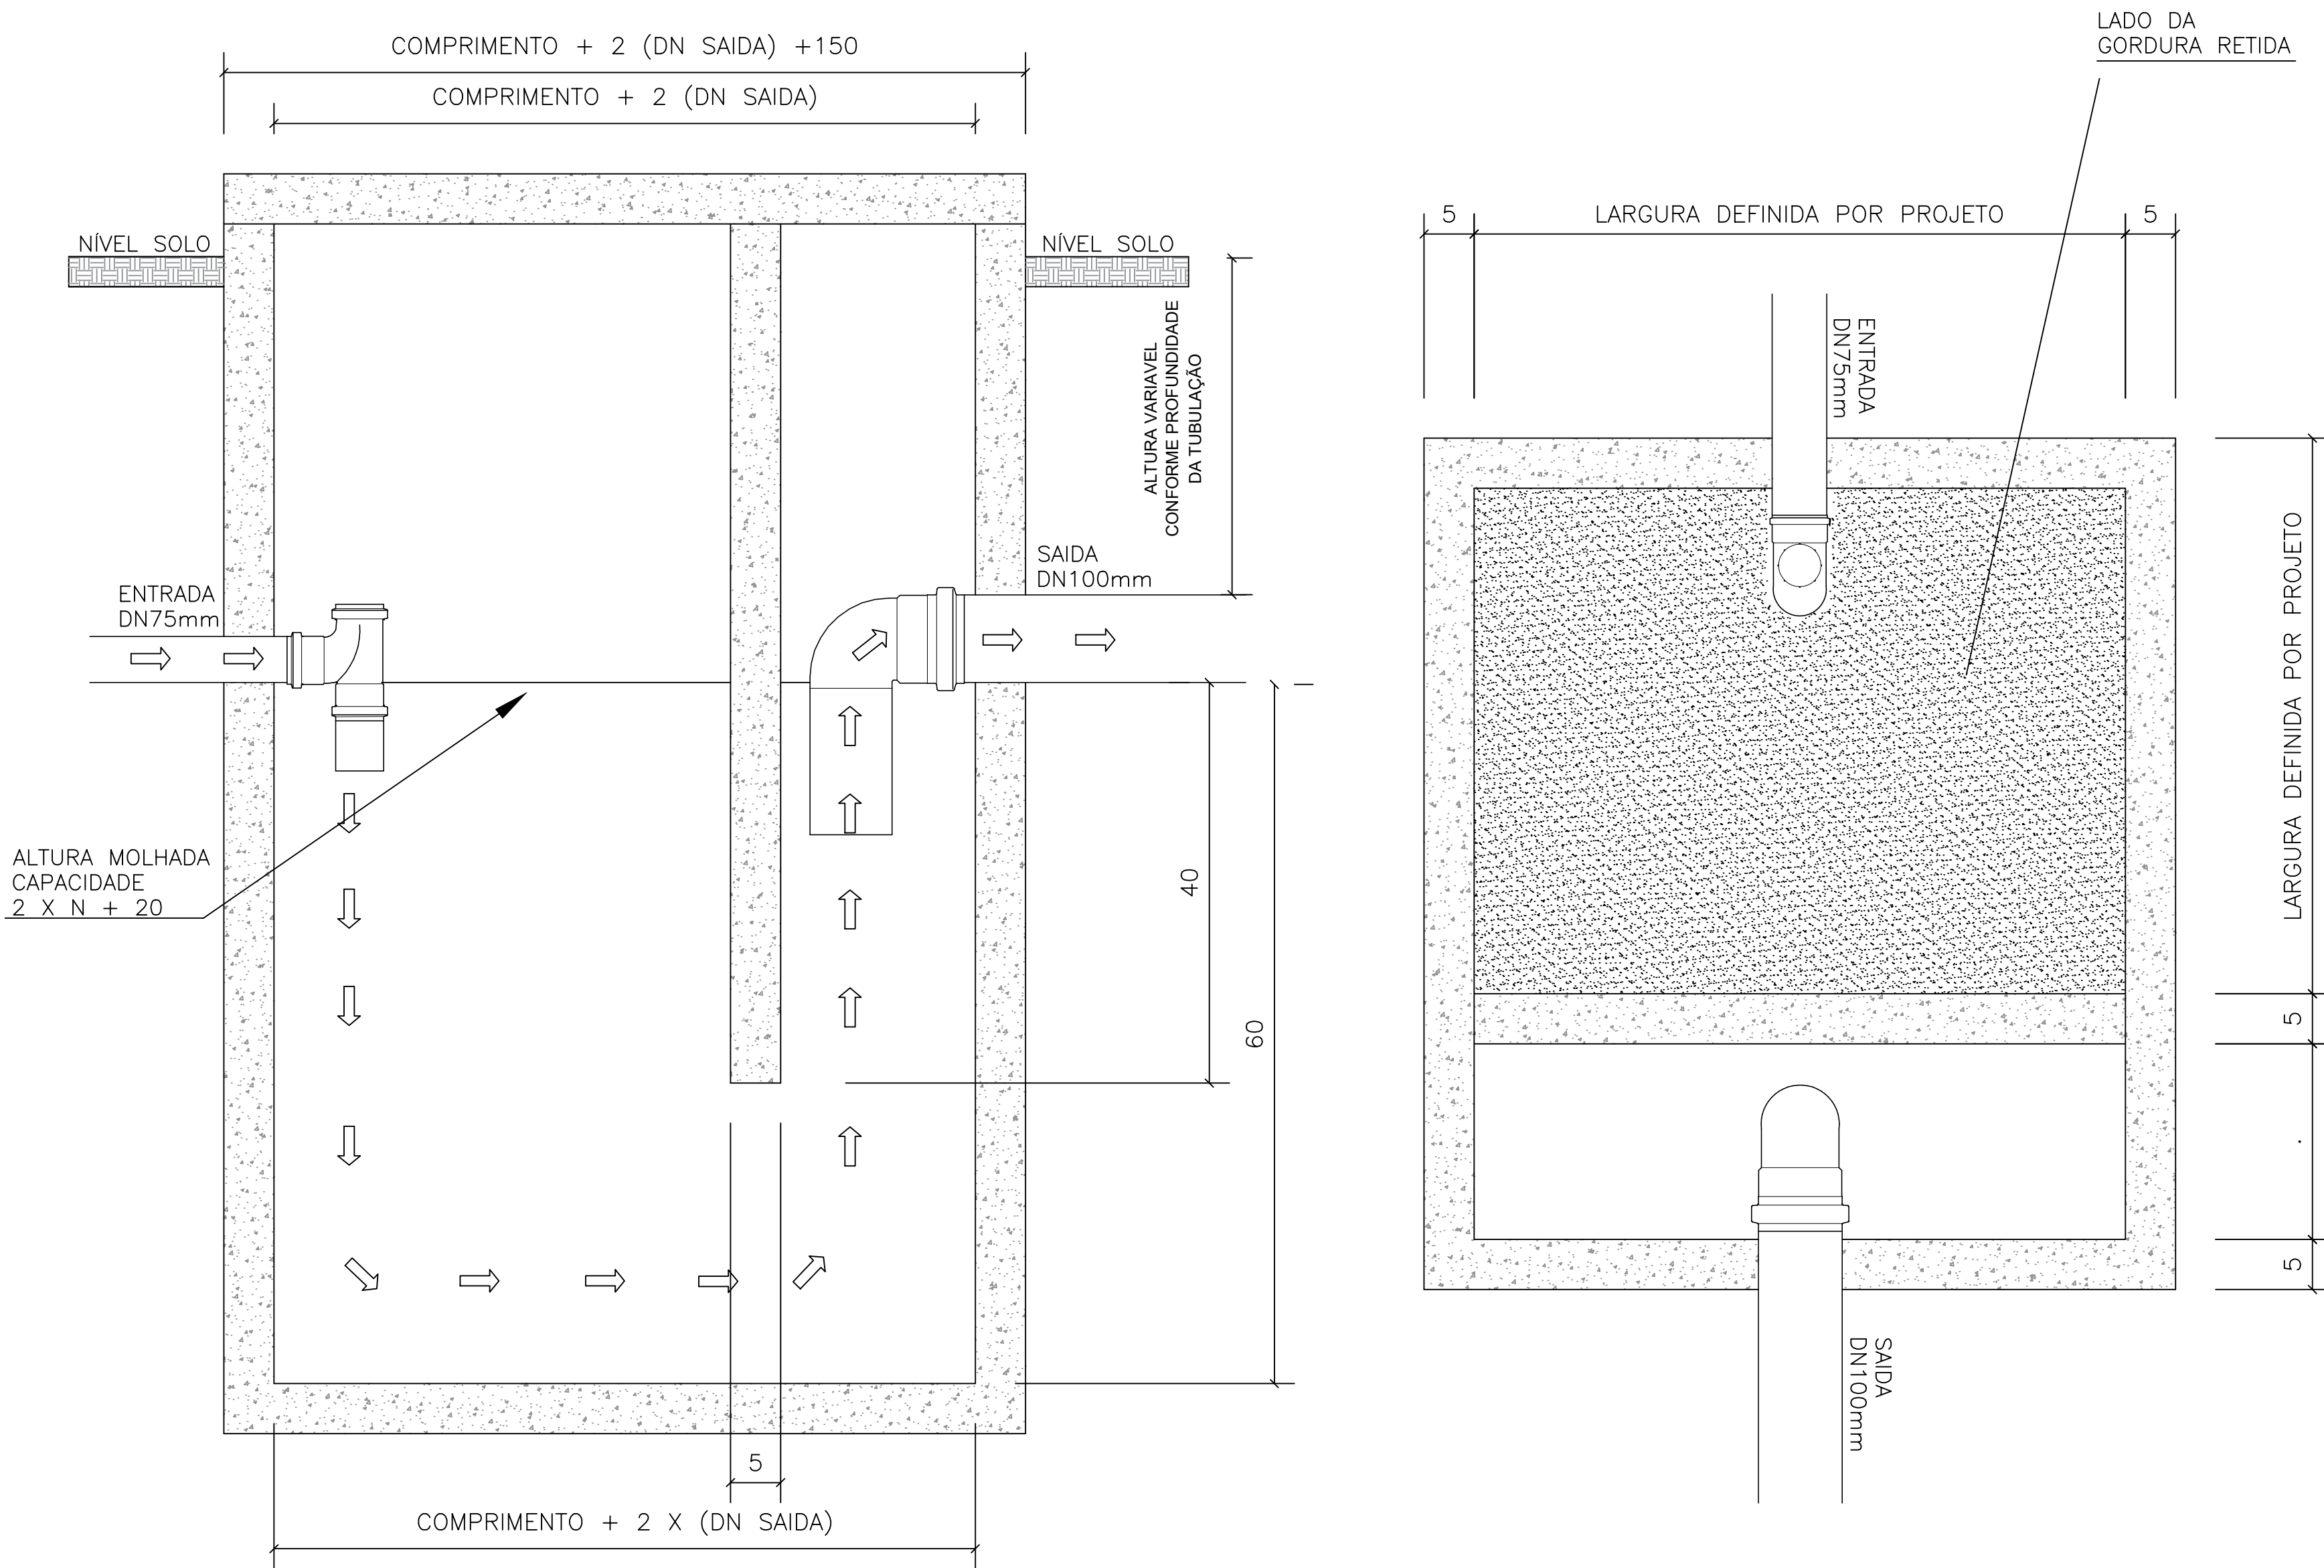 COMPRIMENTO + 2 (DN SAIDA) +150
COMPRIMENTO + 2 (DN SAIDA)
NÍVEL SOLO
NÍVEL SOLO
ALTURA VARIAVEL
CONFORME PROFUNDIDADE
DA TUBULAÇÃO
ENTRADA
DN75mm
SAIDA
DN100mm
ALTURA MOLHADA
CAPACIDADE
2 X N + 20
40
60
5
COMPRIMENTO + 2 X (DN SAIDA)
LADO DA
GORDURA RETIDA
5
LARGURA DEFINIDA POR PROJETO
5
ENTRADA
DN75mm
LARGURA DEFINIDA POR PROJETO
5
.
5
SAIDA
DN100mm